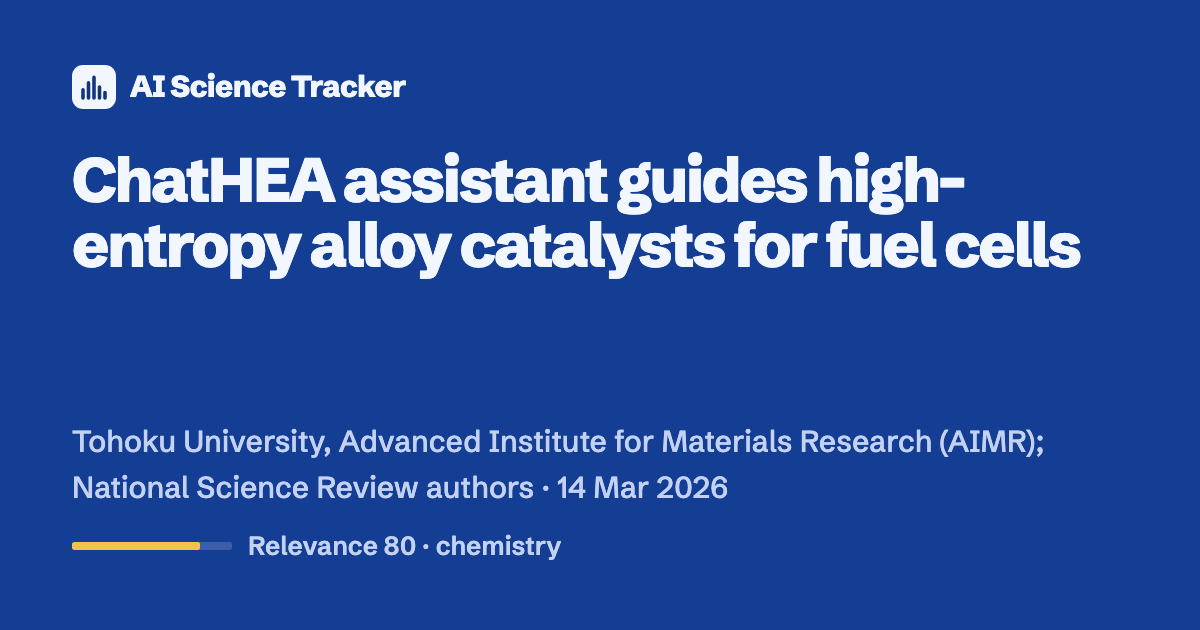 AI Science Tracker
ChatHEA assistant guides high-
entropy alloy catalysts for fuel cells
Tohoku University, Advanced Institute for Materials Research (AIMR);
National Science Review authors · 14 Mar 2026
Relevance 80 · chemistry